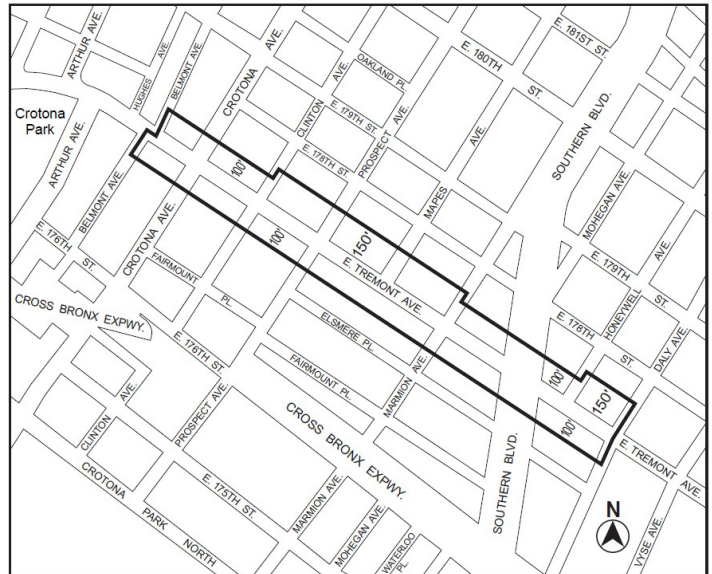 ARTHUR AVE.
HUGHES AVE.
BELMONT AVE.
CROTONA AVE.
CLINTON AVE.
OAKLAND PL.
E. 180TH ST.
E. 181ST ST.
E. 179TH ST.
PROSPECT AVE.
SOUTHERN BLVD.
Crotona
Park
ARTHUR AVE.
E. 178TH ST.
100'
MAPES AVE.
MOHEGAN AVE.
BELMONT AVE.
CROTONA AVE.
100'
150'
E. 176TH ST.
FAIRMOUNT PL.
E. TREMONT AVE.
E. 179TH ST.
HONEYWELL AVE.
E. 178TH ST.
DALY AVE.
CROSS BRONX EXPWY.
ELSMERE PL.
E. 176TH ST.
FAIRMOUNT PL.
MARMION AVE.
100'
150'
100'
CLINTON AVE.
PROSPECT AVE.
CROSS BRONX EXPWY.
SOUTHERN BLVD.
E. TREMONT AVE.
CROTONA PARK NORTH
E. 175TH ST.
MARMION AVE.
MOHEGAN AVE.
WATERLOO PL.
N
VYSE AVE.